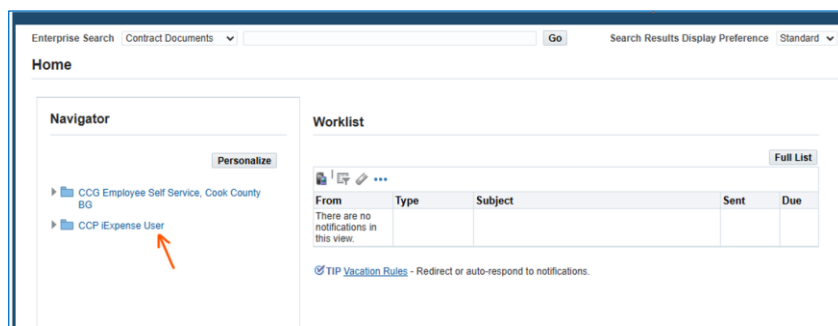 Enterprise Search Contract Documents Go Search Results Display Preference Standard
Home
Navigator
Personalize
CCG Employee Self Service, Cook County
BG
CCP iExpense User
Worklist
Full List
From Type Subject Sent Due
There are no
notifications in
this view.
TIP Vacation Rules - Redirect or auto-respond to notifications.